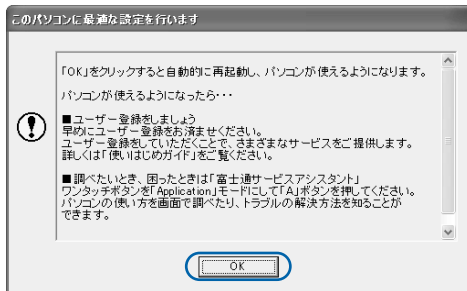 このパソコンに最適な設定を行います
「OK」をクリックすると自動的に再起動し、パソコンが使えるようになります。
パソコンが使えるようになったら・・・
■ユーザー登録をしましょう
早めにユーザー登録をお済ませください。
ユーザー登録をしていただくことで、さまざまなサービスをご提供します。
詳しくは「使いはじめガイド」をご覧ください。
■調べたいとき、困ったときは「富士通サービスアシスタント」
ワンタッチボタンを「Application」モードにして「A」ボタンを押してください。
パソコンの使い方を画面で調べたり、トラブルの解決方法を知ることが
できます。
OK